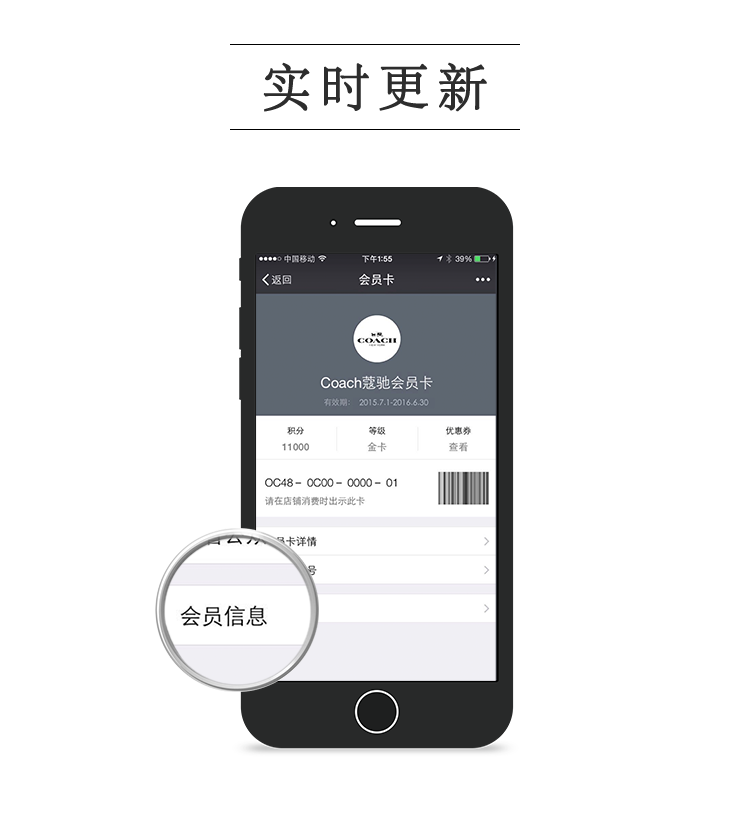 实时更新
中国移动 下午1:55 39%
返回 会员卡
COACH
Coach蔻驰会员卡
有效期: 2015.7.1-2016.6.30
积分 等级 优惠券
11000 金卡 查看
OC48 – 0C00 – 0000 – 01
请在店铺消费时出示此卡
员卡详情
号
会员信息